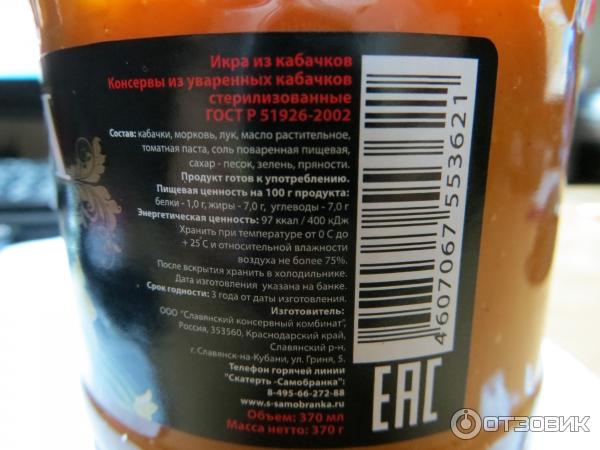 Икра из кабачков
Консервы из уваренных кабачков
стерилизованные
ГОСТ Р 51926-2002
Состав: кабачки, морковь, лук, масло растительное,
томатная паста, соль поваренная пищевая,
сахар - песок, зелень, пряности.
Продукт готов к употреблению.
Пищевая ценность на 100 г продукта:
белки - 1,0 г, жиры - 7,0 г, углеводы - 7,0 г
Энергетическая ценность: 97 ккал / 400 кДж
Хранить при температуре от 0 С до
+ 25°С и относительной влажности
воздуха не более 75%.
После вскрытия хранить в холодильнике.
Дата изготовления указана на банке.
Срок годности: 3 года от даты изготовления.
Изготовитель:
ООО "Славянский консервный комбинат",
Россия, 353560, Краснодарский край,
Славянский р-н,
г. Славянск-на-Кубани, ул. Гриня, 5.
Телефон горячей линии
"Скатерть -Самобранка":
8-495-66-272-88
www.s-samobranka.ru
Объем: 370 мл
Масса нетто: 370 г
4607067553621
ЕАС
ОТЗОВИК